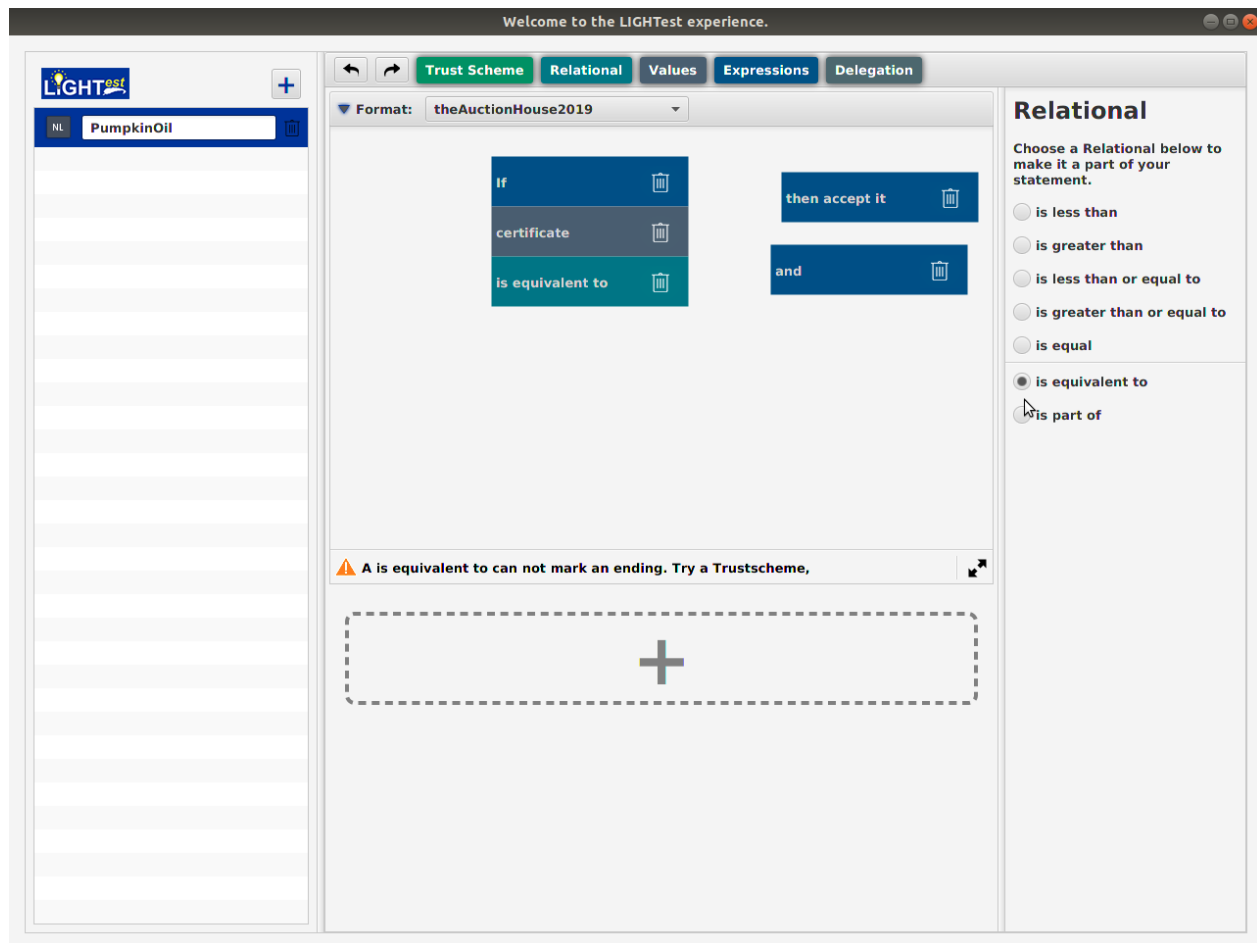 Welcome to the LIGHTest experience.
LIGHTest
NL PumpkinOil
Trust Scheme Relational Values Expressions Delegation
Format: theAuctionHouse2019
If
certificate
is equivalent to
then accept it
and
A is equivalent to can not mark an ending. Try a Trustscheme,
Relational
Choose a Relational below to
make it a part of your
statement.
is less than
is greater than
is less than or equal to
is greater than or equal to
is equal
is equivalent to
is part of